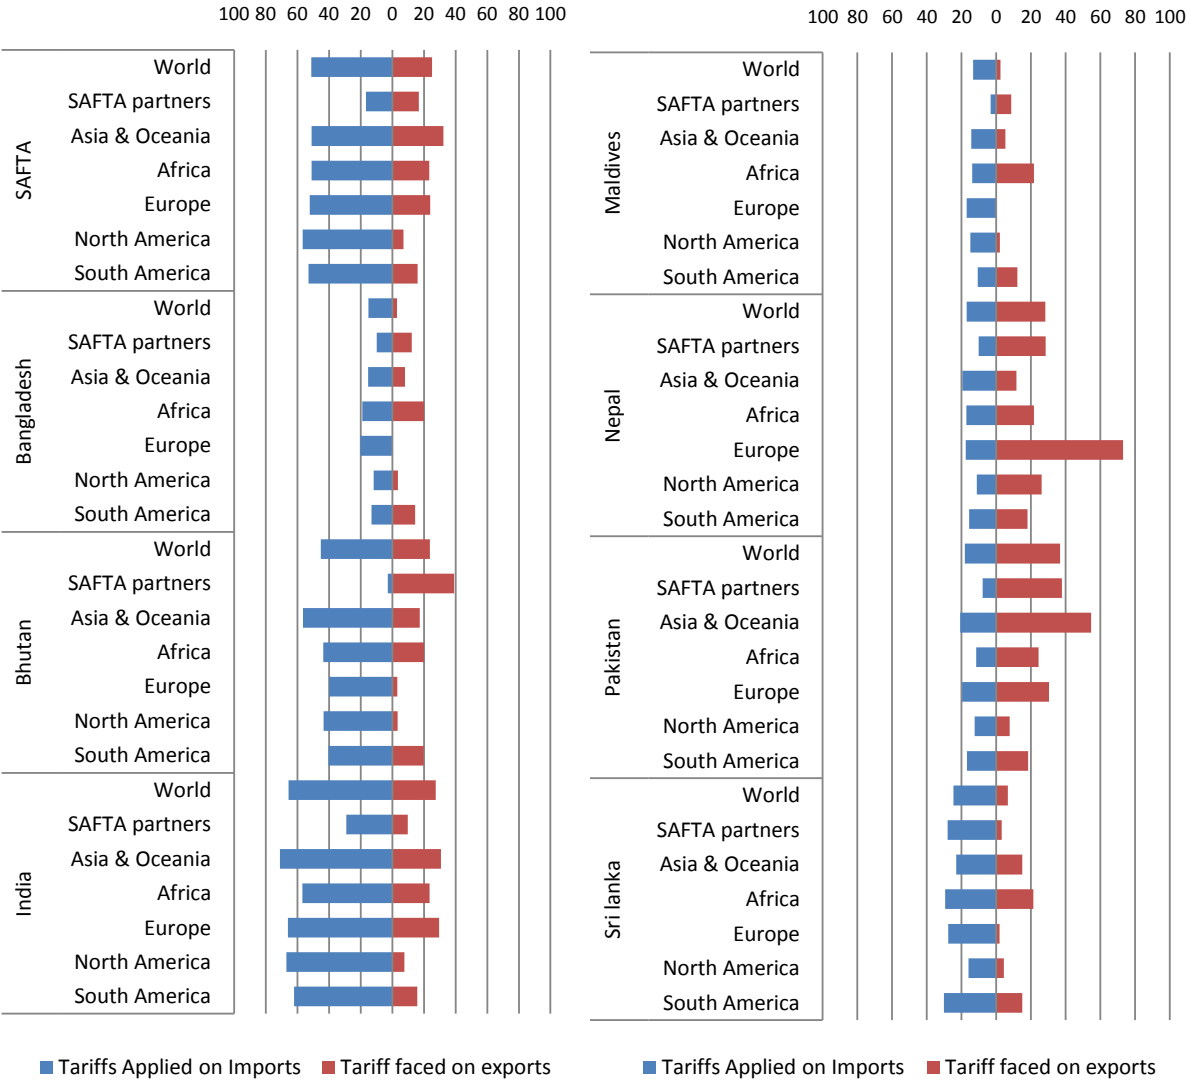 100 80 60 40 20 0 20 40 60 80 100
SAFTA
World
SAFTA partners
Asia & Oceania
Africa
Europe
North America
South America
Bangladesh
World
SAFTA partners
Asia & Oceania
Africa
Europe
North America
South America
Bhutan
World
SAFTA partners
Asia & Oceania
Africa
Europe
North America
South America
India
World
SAFTA partners
Asia & Oceania
Africa
Europe
North America
South America
Tariffs Applied on Imports Tariff faced on exports
100 80 60 40 20 0 20 40 60 80 100
Maldives
World
SAFTA partners
Asia & Oceania
Africa
Europe
North America
South America
Nepal
World
SAFTA partners
Asia & Oceania
Africa
Europe
North America
South America
Pakistan
World
SAFTA partners
Asia & Oceania
Africa
Europe
North America
South America
Sri lanka
World
SAFTA partners
Asia & Oceania
Africa
Europe
North America
South America
Tariffs Applied on Imports Tariff faced on exports